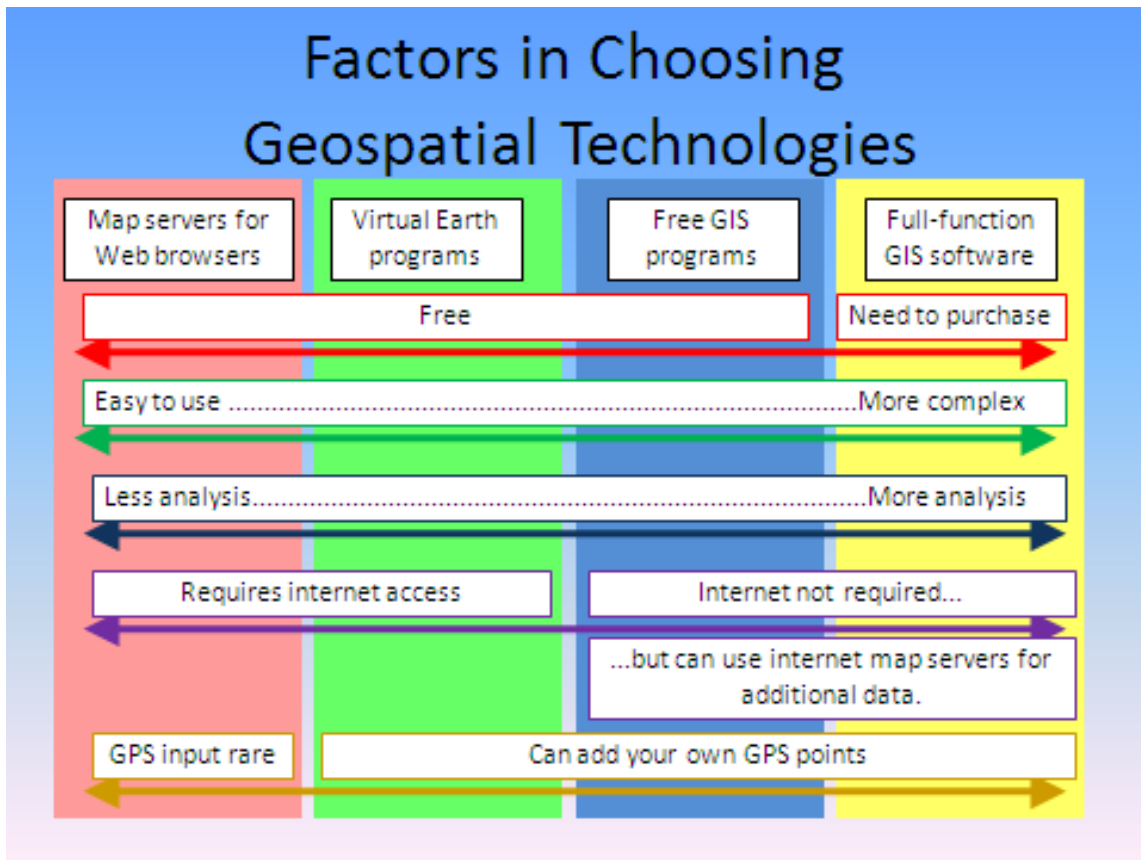 Factors in Choosing
Geospatial Technologies
Map servers for
Web browsers
Virtual Earth
programs
Free GIS
programs
Full-function
GIS software
Free
Need to purchase
Easy to use .......................................................................................More complex
Less analysis.....................................................................................More analysis
Requires internet access
Internet not required...
...but can use internet map servers for
additional data.
GPS input rare
Can add your own GPS points